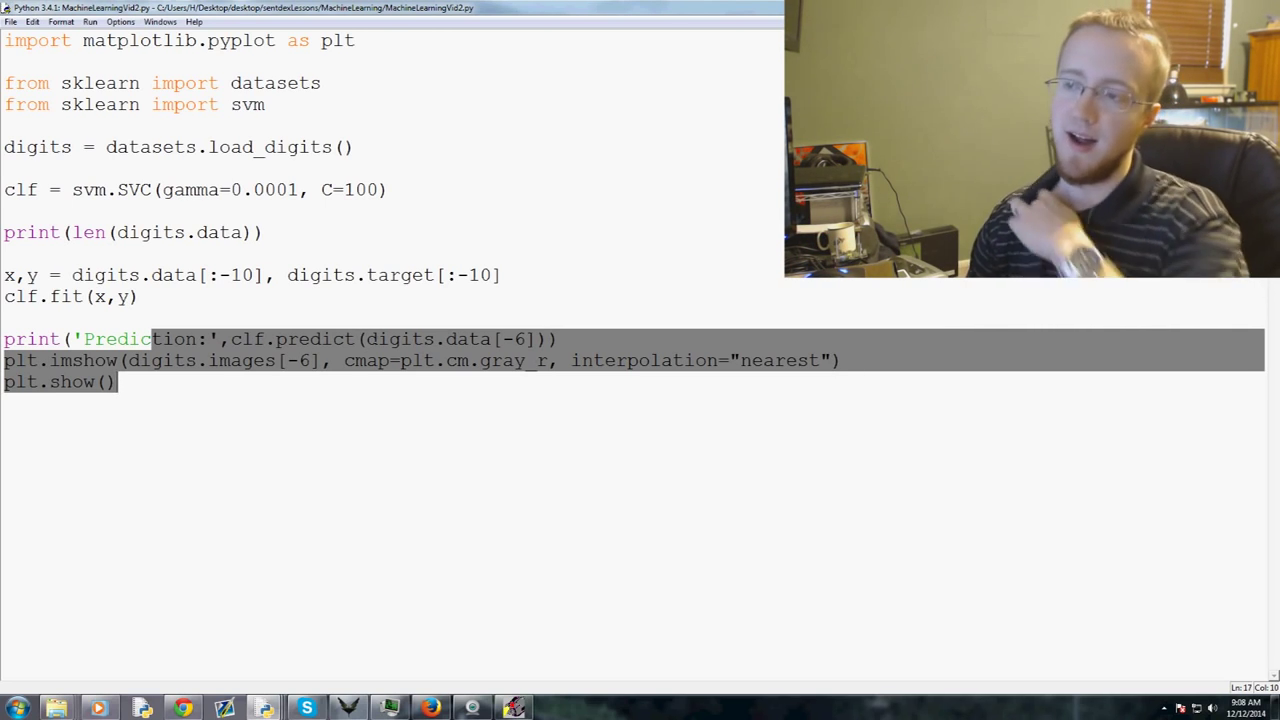 Python 3.4.1: MachineLearningVid2.py - C:/Users/H/Desktop/desktop/sentdexLessons/MachineLearning/MachineLearningVid2.py
File Edit Format Run Options Windows Help
import matplotlib.pyplot as plt
from sklearn import datasets
from sklearn import svm
digits = datasets.load_digits()
clf = svm.SVC(gamma=0.0001, C=100)
print(len(digits.data))
x,y = digits.data[:-10], digits.target[:-10]
clf.fit(x,y)
print('Prediction:',clf.predict(digits.data[-6]))
plt.imshow(digits.images[-6], cmap=plt.cm.gray_r, interpolation="nearest")
plt.show()
Ln: 17 Col: 10
9:08 AM
12/12/2014